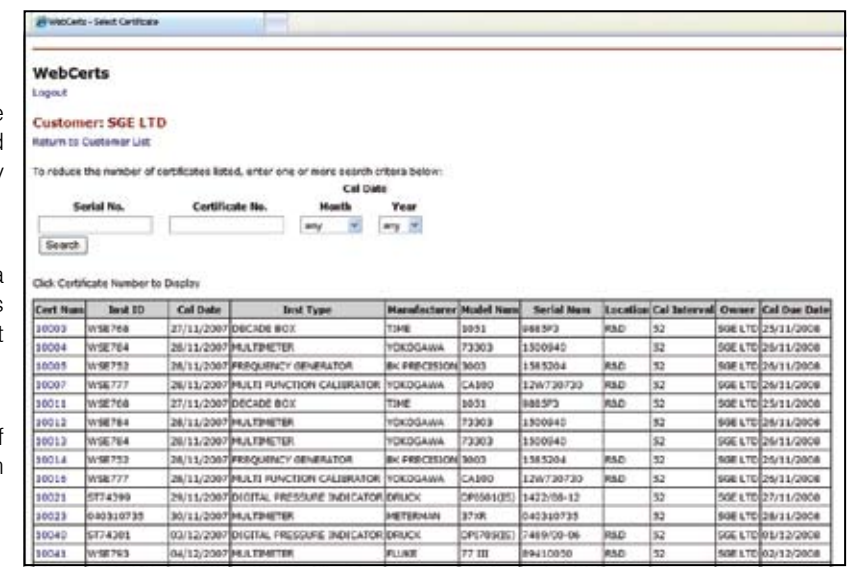 WebCerts - Select Certificate
WebCerts
Logout
Customer: SGE LTD
Return to Customer List
To reduce the number of certificates listed, enter one or more search critera below:
Cal Date
Serial No. Certificate No. Month Year
any any
Search
Click Certificate Number to Display
Cert Num Inst ID Cal Date Inst Type Manufacturer Model Num Serial Num Location Cal Interval Owner Cal Due Date
10003 WSE768 27/11/2007 DECADE BOX TIME 1051 R&D 52 SGE LTD 25/11/2008
10004 WSE784 28/11/2007 MULTIMETER YOKOGAWA 73303 1500940 52 SGE LTD 26/11/2008
10005 WSE752 28/11/2007 FREQUENCY GENERATOR BK PRECISION 3003 1585204 R&D 52 SGE LTD 26/11/2008
10007 WSE777 28/11/2007 MULTI FUNCTION CALIBRATOR YOKOGAWA CA100 12W730730 R&D 52 SGE LTD 26/11/2008
10011 WSE768 27/11/2007 DECADE BOX TIME 1051 R&D 52 SGE LTD 25/11/2008
10012 WSE784 28/11/2007 MULTIMETER YOKOGAWA 73303 1500940 52 SGE LTD 26/11/2008
10013 WSE784 28/11/2007 MULTIMETER YOKOGAWA 73303 1500940 52 SGE LTD 26/11/2008
10014 WSE752 28/11/2007 FREQUENCY GENERATOR BK PRECISION 3003 1585204 R&D 52 SGE LTD 26/11/2008
10016 WSE777 28/11/2007 MULTI FUNCTION CALIBRATOR YOKOGAWA CA100 12W730730 R&D 52 SGE LTD 26/11/2008
10021 ST74399 29/11/2007 DIGITAL PRESSURE INDICATOR DRUCK 1422/08-12 52 SGE LTD 27/11/2008
10023 040310735 30/11/2007 MULTIMETER METERMAN 37XR 040310735 52 SGE LTD 28/11/2008
10040 ST74301 03/12/2007 DIGITAL PRESSURE INDICATOR DRUCK 7469/00-06 R&D 52 SGE LTD 01/12/2008
10041 WSE793 04/12/2007 MULTIMETER FLUKE 77 III 89410050 R&D 52 SGE LTD 02/12/2008